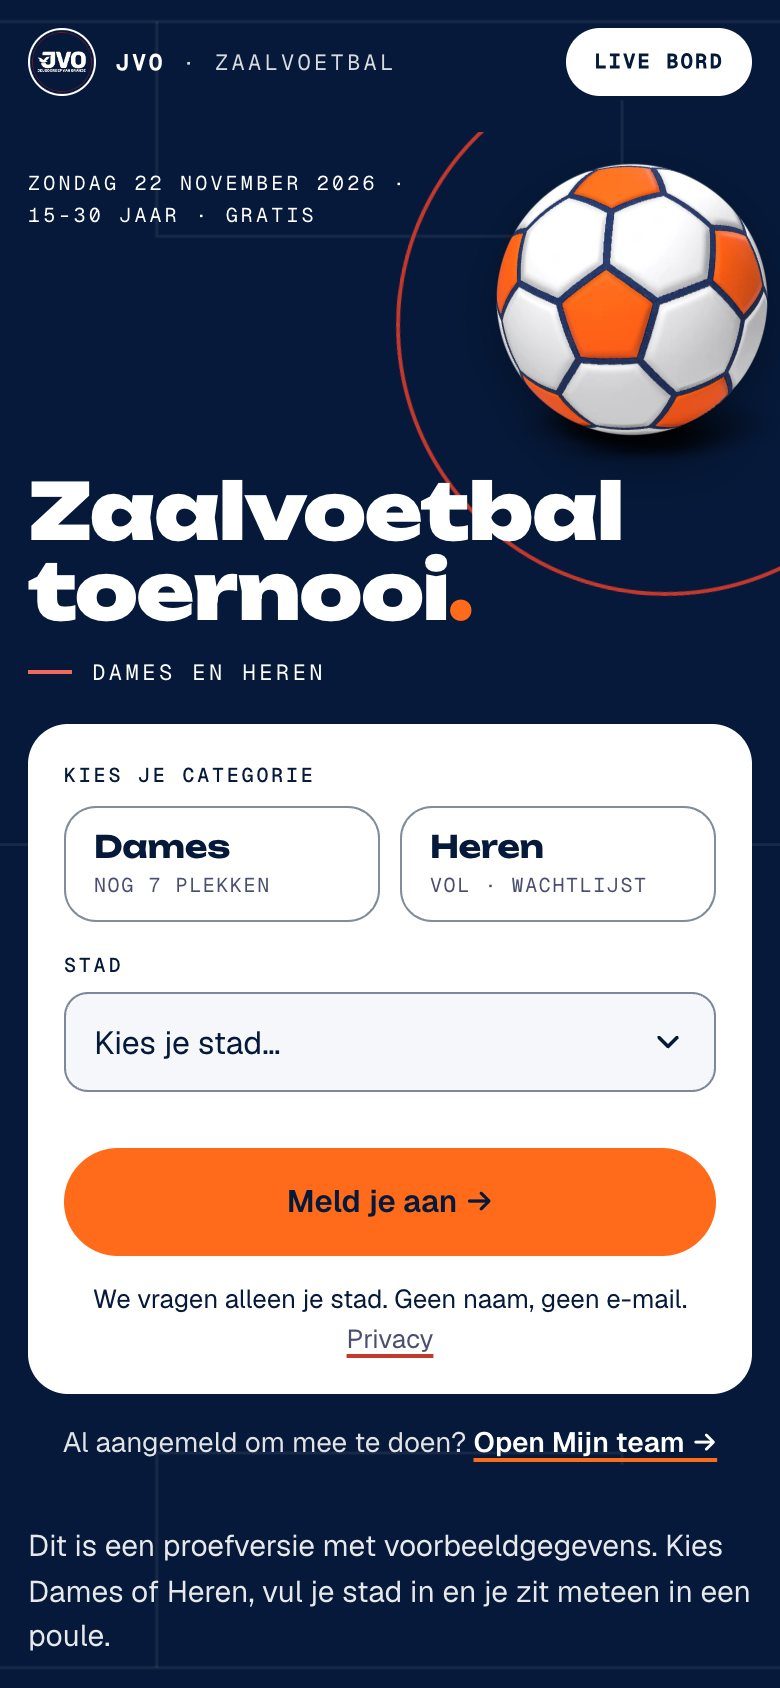 JVO
JVO · ZAALVOETBAL
LIVE BORD
ZONDAG 22 NOVEMBER 2026 ·
15-30 JAAR · GRATIS
Zaalvoetbal
toernooi.
DAMES EN HEREN
KIES JE CATEGORIE
Dames
NOG 7 PLEKKEN
Heren
VOL · WACHTLIJST
STAD
Kies je stad...
Meld je aan →
We vragen alleen je stad. Geen naam, geen e-mail.
Privacy
Al aangemeld om mee te doen? Open Mijn team →
Dit is een proefversie met voorbeeldgegevens. Kies
Dames of Heren, vul je stad in en je zit meteen in een
poule.